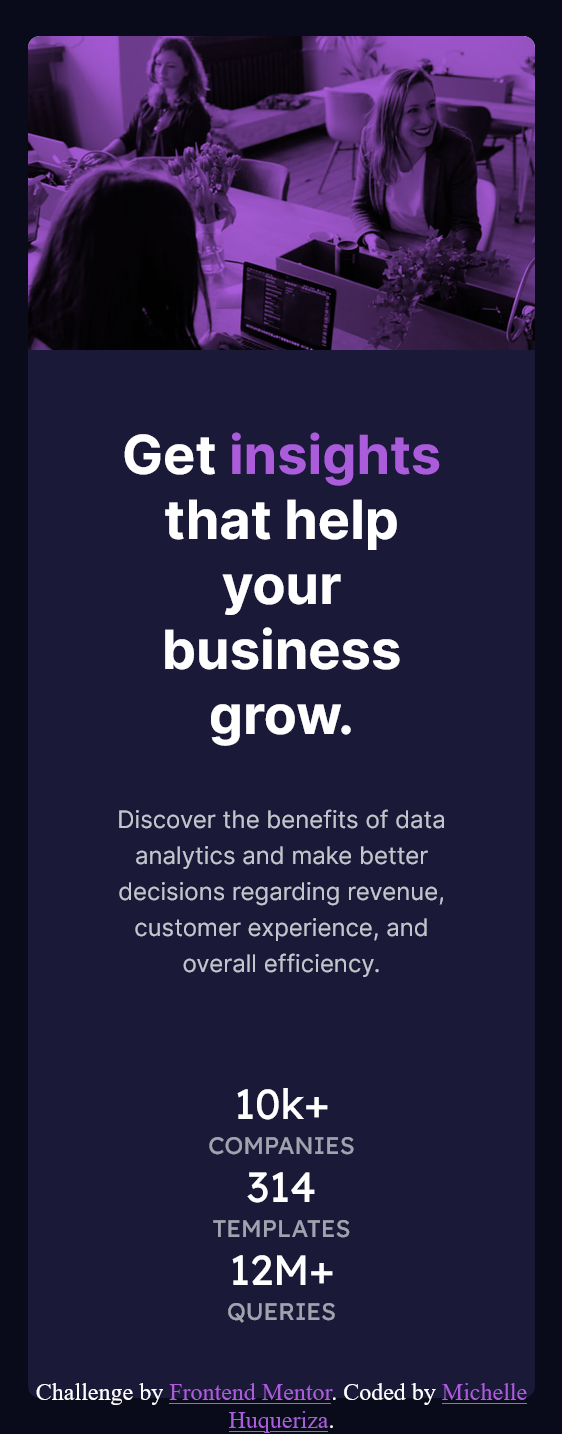 Get insights
that help
your
business
grow.
Discover the benefits of data
analytics and make better
decisions regarding revenue,
customer experience, and
overall efficiency.
10k+
COMPANIES
314
TEMPLATES
12M+
QUERIES
Challenge by Frontend Mentor. Coded by Michelle
Huqueriza.